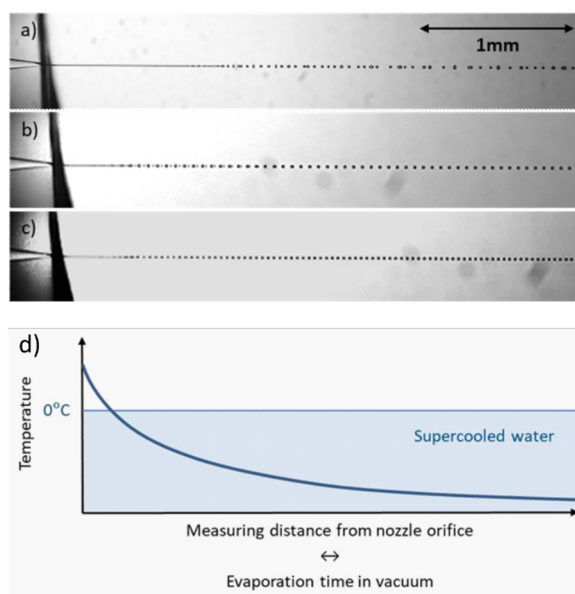 a)
1mm
b)
c)
d)
Temperature
0°C
Supercooled water
Measuring distance from nozzle orifice
↔
Evaporation time in vacuum